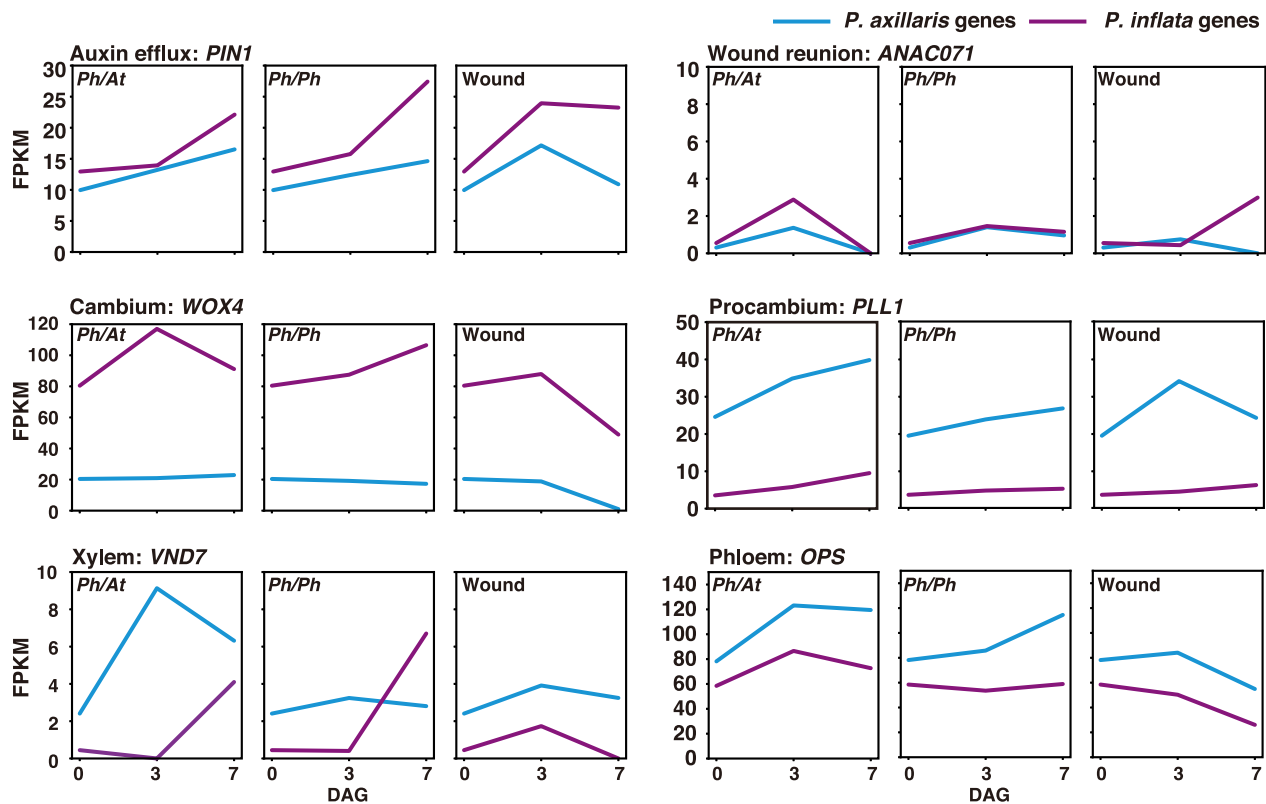 P. axillaris genes P. inflata genes
Auxin efflux: PIN1
Ph/At Ph/Ph Wound
FPKM
30
25
20
15
10
5
0
Wound reunion: ANAC071
Ph/At Ph/Ph Wound
10
8
6
4
2
0
Cambium: WOX4
Ph/At Ph/Ph Wound
FPKM
120
100
80
60
40
20
0
Procambium: PLL1
Ph/At Ph/Ph Wound
50
40
30
20
10
0
Xylem: VND7
Ph/At Ph/Ph Wound
FPKM
10
8
6
4
2
0
0 3 7 0 3 7 0 3 7
DAG
Phloem: OPS
Ph/At Ph/Ph Wound
140
120
100
80
60
40
20
0
0 3 7 0 3 7 0 3 7
DAG